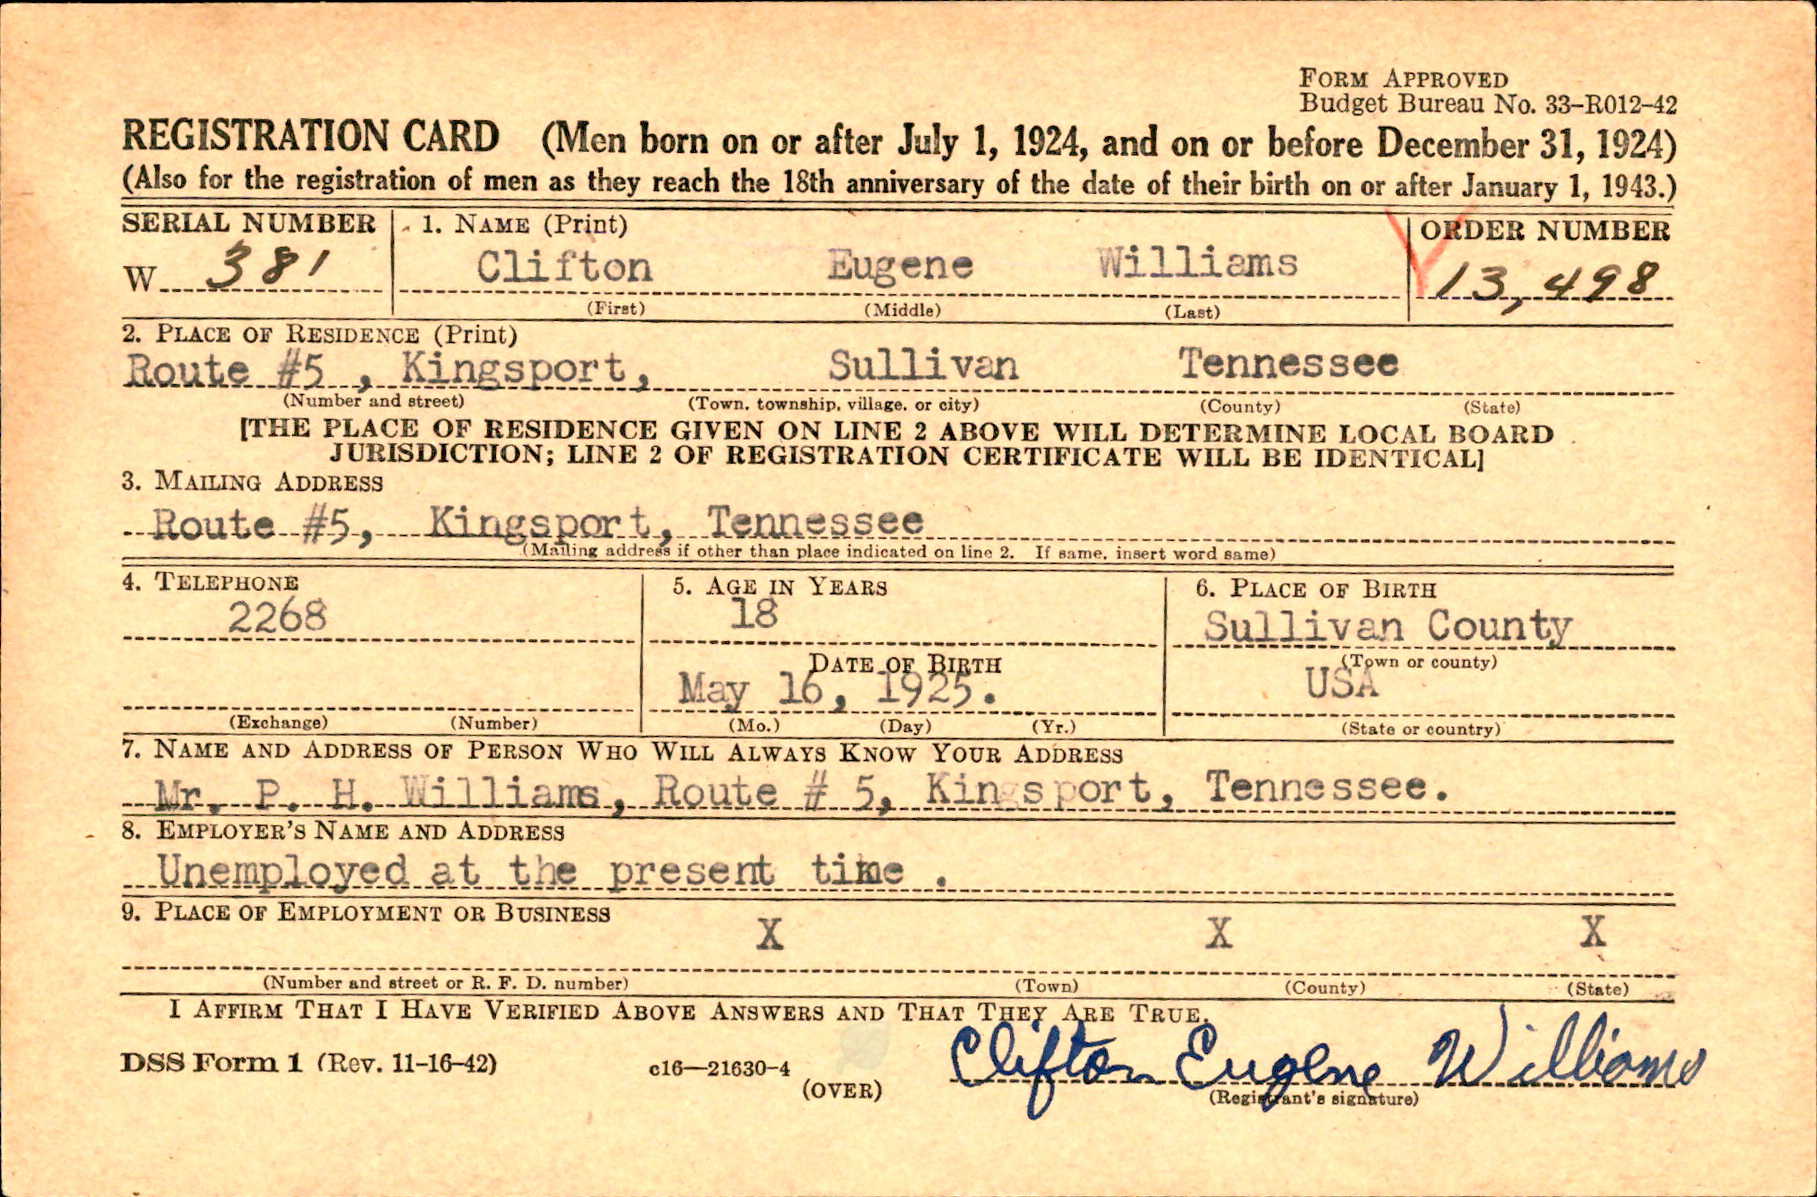 FORM APPROVED
Budget Bureau No. 33-R012-42
REGISTRATION CARD (Men born on or after July 1, 1924, and on or before December 31, 1924)
(Also for the registration of men as they reach the 18th anniversary of the date of their birth on or after January 1, 1943.)
SERIAL NUMBER 1. NAME (Print) ORDER NUMBER
W 381 Clifton Eugene Williams 13,498
(First) (Middle) (Last)
2. PLACE OF RESIDENCE (Print)
Route #5 , Kingsport, Sullivan Tennessee
(Number and street) (Town, township, village, or city) (County) (State)
[THE PLACE OF RESIDENCE GIVEN ON LINE 2 ABOVE WILL DETERMINE LOCAL BOARD
JURISDICTION; LINE 2 OF REGISTRATION CERTIFICATE WILL BE IDENTICAL]
3. MAILING ADDRESS
Route #5, Kingsport, Tennessee
(Mailing address if other than place indicated on line 2. If same, insert word same)
4. TELEPHONE 5. AGE IN YEARS 6. PLACE OF BIRTH
2268 18 Sullivan County
DATE OF BIRTH (Town or county)
May 16, 1925. USA
(Exchange) (Number) (Mo.) (Day) (Yr.) (State or country)
7. NAME AND ADDRESS OF PERSON WHO WILL ALWAYS KNOW YOUR ADDRESS
Mr. P. H. Williams, Route # 5, Kingsport, Tennessee.
8. EMPLOYER'S NAME AND ADDRESS
Unemployed at the present time .
9. PLACE OF EMPLOYMENT OR BUSINESS X X X
(Number and street or R. F. D. number) (Town) (County) (State)
I AFFIRM THAT I HAVE VERIFIED ABOVE ANSWERS AND THAT THEY ARE TRUE.
DSS Form 1 (Rev. 11-16-42) c16—21630-4 Clifton Eugene Williams
(OVER) (Registrant's signature)